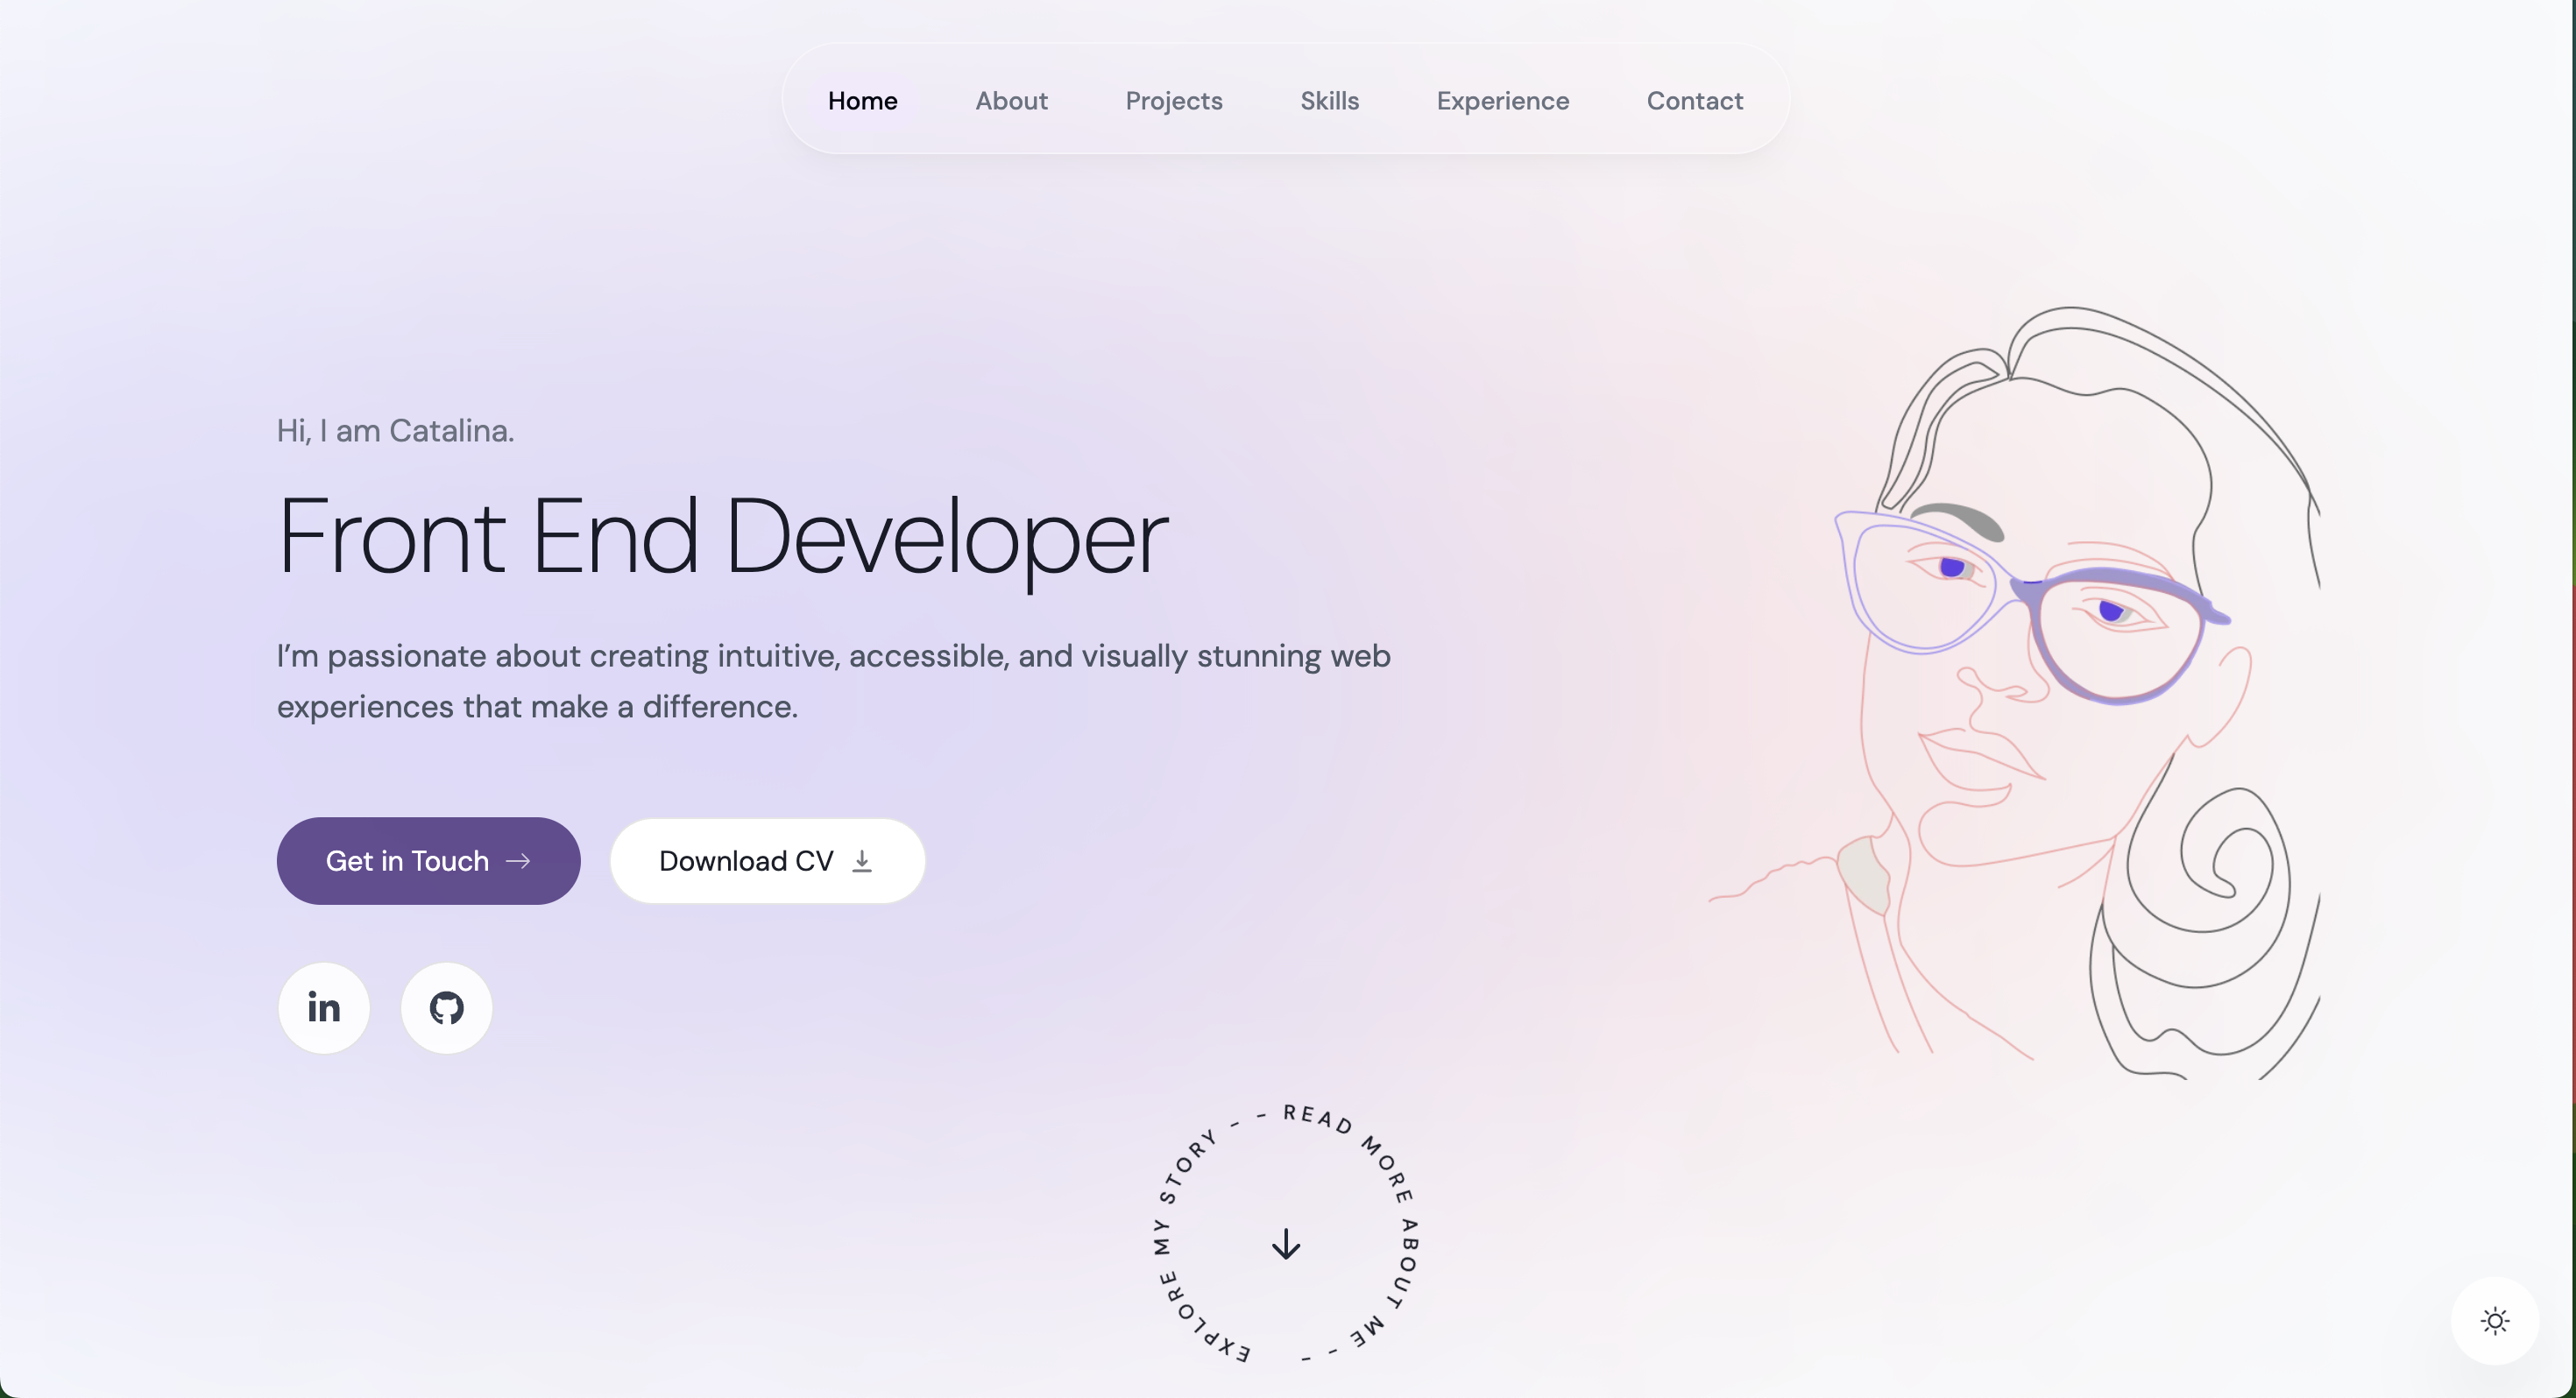 Home About Projects Skills Experience Contact
Hi, I am Catalina.
Front End Developer
I’m passionate about creating intuitive, accessible, and visually stunning web
experiences that make a difference.
Get in Touch Download CV
in
READ MORE ABOUT ME - - EXPLORE MY STORY - -